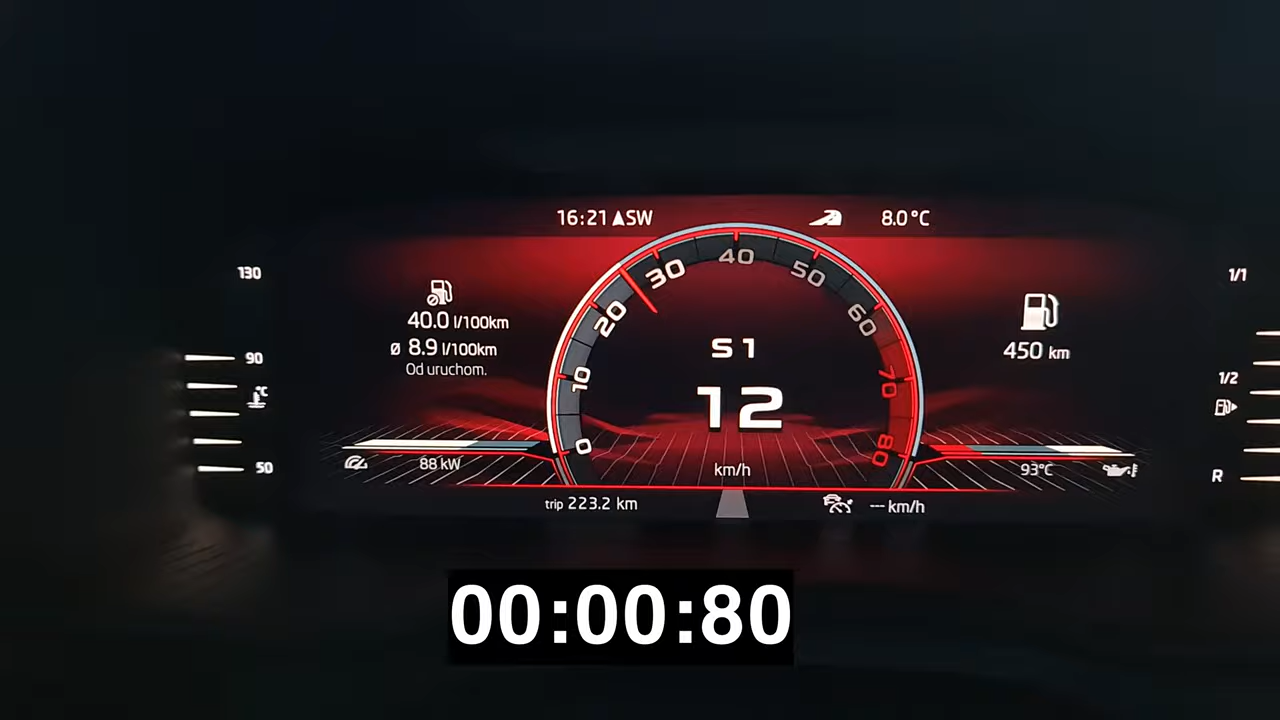 16:21 ▲SW
8.0°C
130
90
°C
50
40.0 l/100km
Ø 8.9 l/100km
Od uruchom.
0
10
20
30
40
50
60
70
80
S 1
12
km/h
1/1
1/2
R
450 km
88 kW
93°C
trip 223.2 km
--- km/h
00:00:80